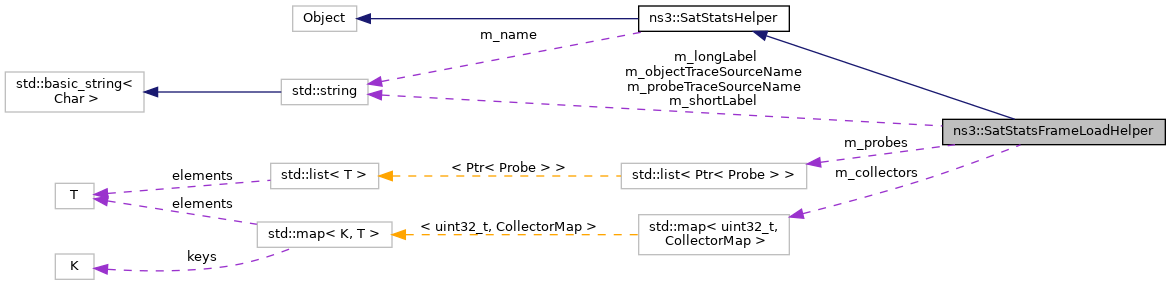 Object
ns3::SatStatsHelper
m_name
std::basic_string<
Char >
std::string
m_longLabel
m_objectTraceSourceName
m_probeTraceSourceName
m_shortLabel
ns3::SatStatsFrameLoadHelper
m_probes
< Ptr< Probe > >
std::list< T >
std::list< Ptr< Probe > >
elements
m_collectors
T
elements
std::map< K, T >
< uint32_t, CollectorMap >
std::map< uint32_t,
CollectorMap >
keys
K